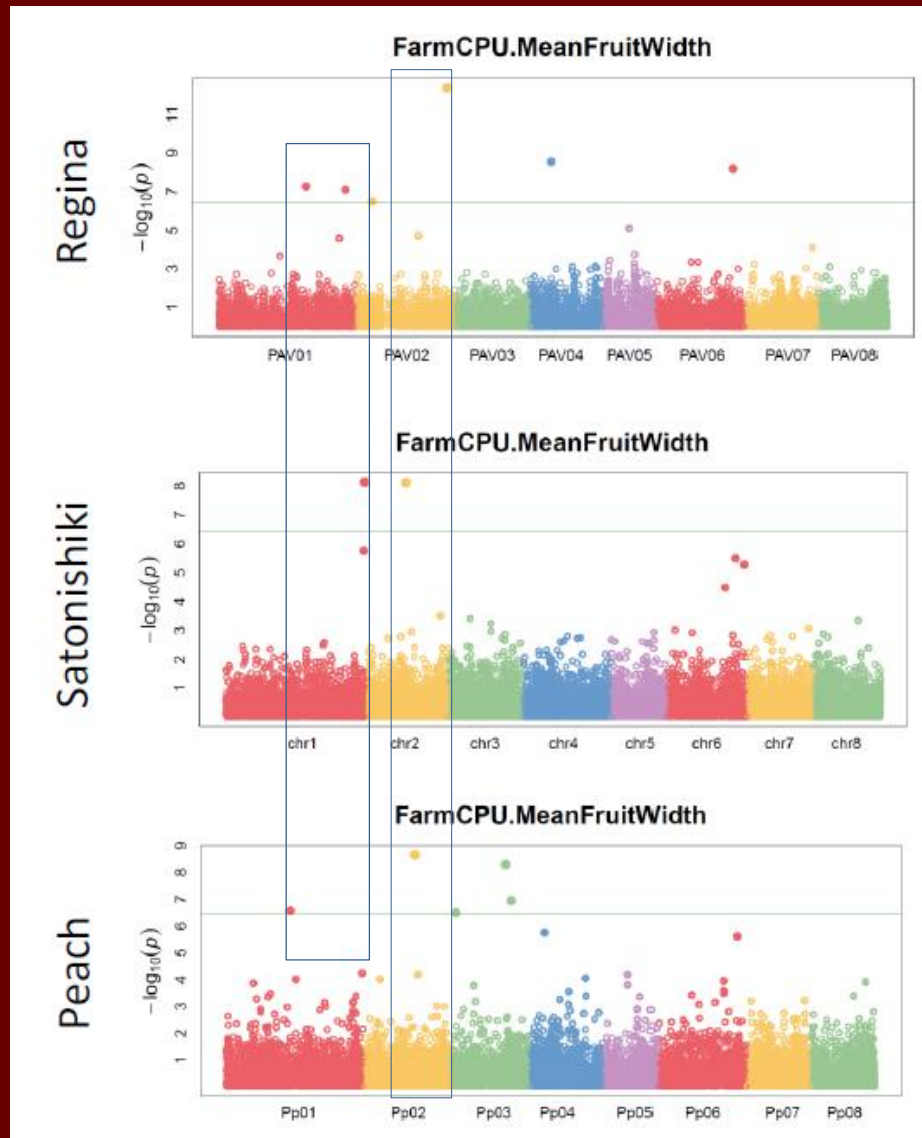 FarmCPU.MeanFruitWidth
Regina
−log₁₀(p)
11
9
7
5
3
1
PAV01 PAV02 PAV03 PAV04 PAV05 PAV06 PAV07 PAV08
FarmCPU.MeanFruitWidth
Satonishiki
−log₁₀(p)
8
7
6
5
4
3
2
1
chr1 chr2 chr3 chr4 chr5 chr6 chr7 chr8
FarmCPU.MeanFruitWidth
Peach
−log₁₀(p)
9
8
7
6
5
4
3
2
1
Pp01 Pp02 Pp03 Pp04 Pp05 Pp06 Pp07 Pp08